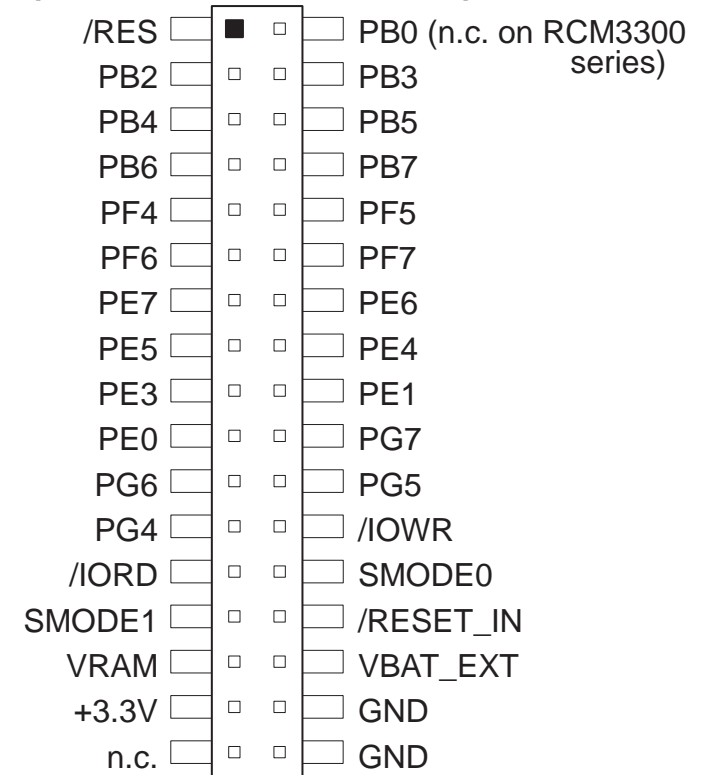 /RES PB0 (n.c. on RCM3300
series)
PB2 PB3
PB4 PB5
PB6 PB7
PF4 PF5
PF6 PF7
PE7 PE6
PE5 PE4
PE3 PE1
PE0 PG7
PG6 PG5
PG4 /IOWR
/IORD SMODE0
SMODE1 /RESET_IN
VRAM VBAT_EXT
+3.3V GND
n.c. GND